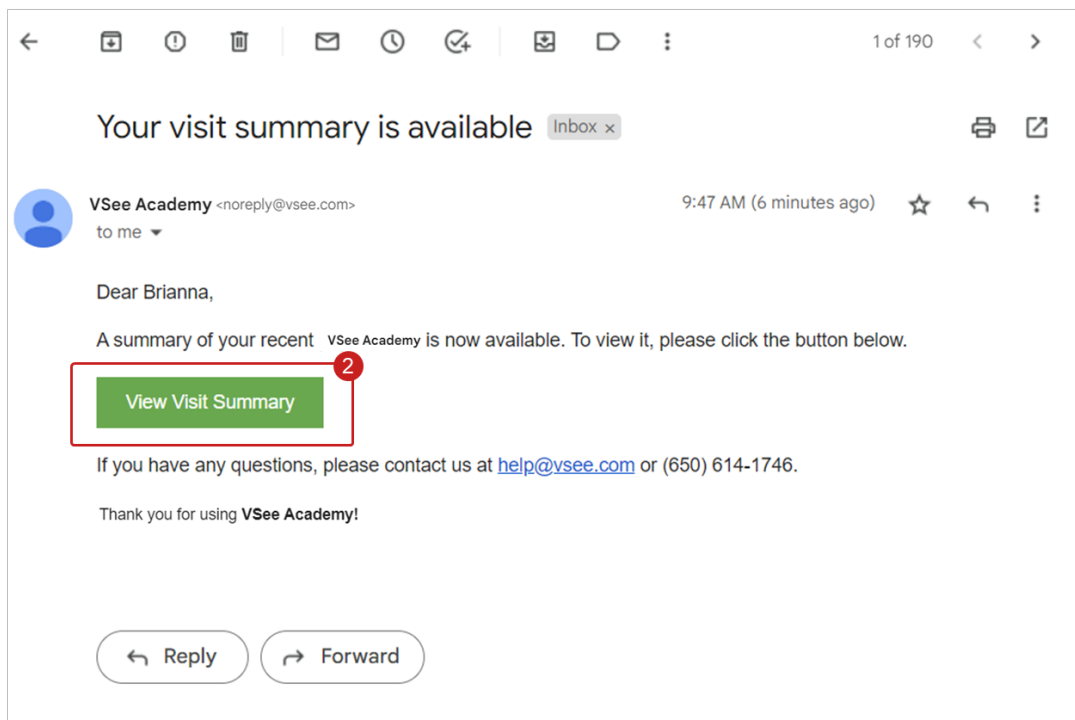 1 of 190
Your visit summary is available Inbox x
VSee Academy <noreply@vsee.com> 9:47 AM (6 minutes ago)
to me
Dear Brianna,
A summary of your recent VSee Academy is now available. To view it, please click the button below.
2
View Visit Summary
If you have any questions, please contact us at help@vsee.com or (650) 614-1746.
Thank you for using VSee Academy!
Reply Forward